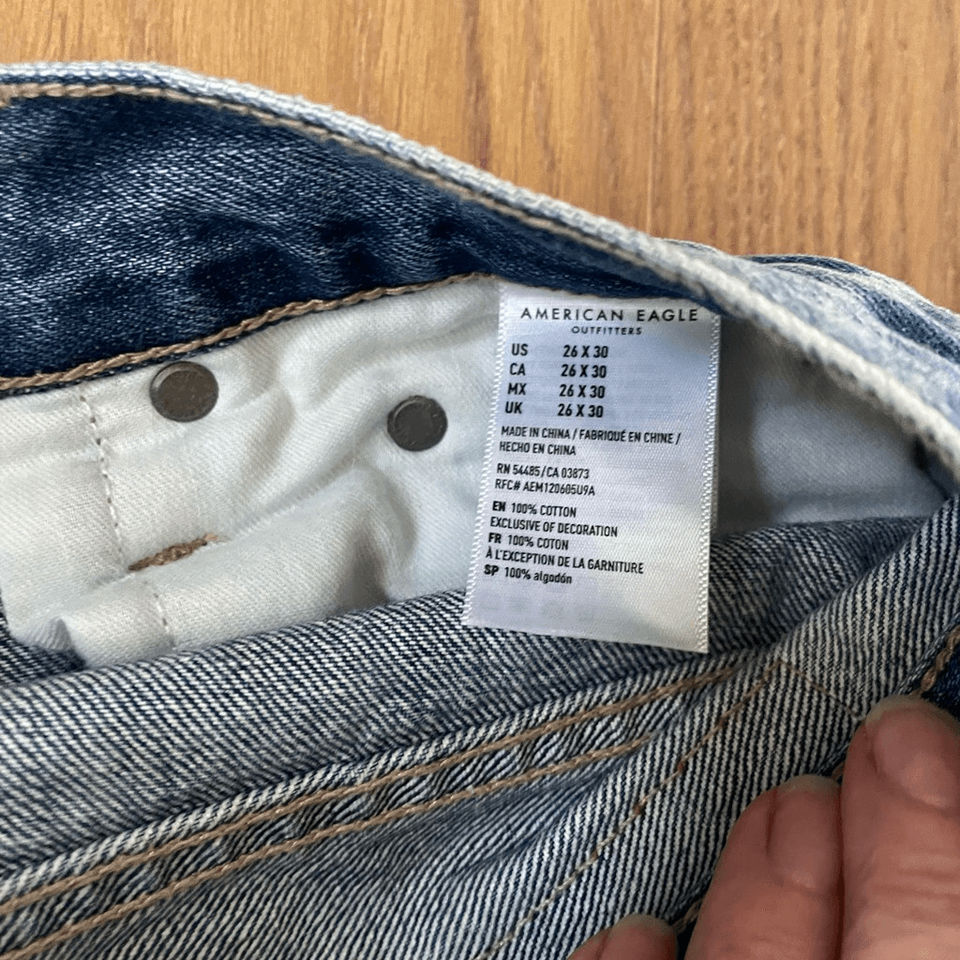 AMERICAN EAGLE
OUTFITTERS
US 26 X 30
CA 26 X 30
MX 26 X 30
UK 26 X 30
MADE IN CHINA / FABRIQUÉ EN CHINE /
HECHO EN CHINA
RN 54485/CA 03873
RFC# AEM120605U9A
EN 100% COTTON
EXCLUSIVE OF DECORATION
FR 100% COTON
À L'EXCEPTION DE LA GARNITURE
SP 100% algodón